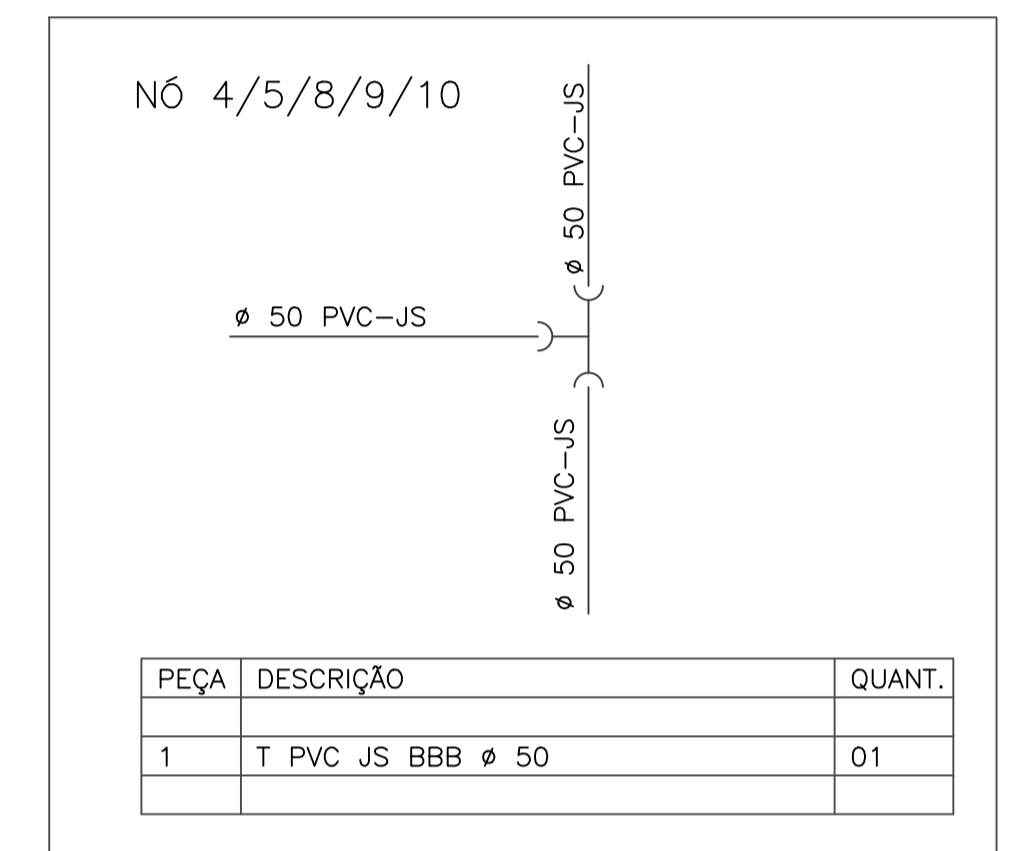 NÓ 4/5/8/9/10
ø 50 PVC-JS
ø 50 PVC-JS
ø 50 PVC-JS
PEÇA DESCRIÇÃO QUANT.
1 T PVC JS BBB ø 50 01